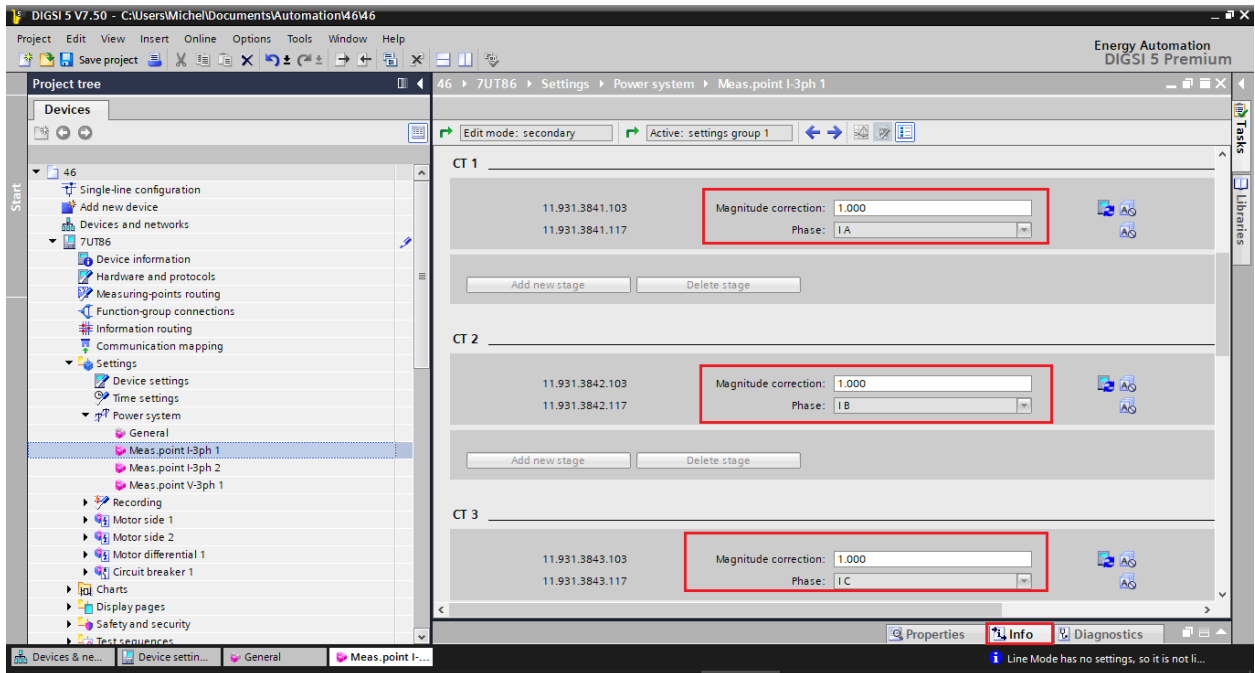 DIGSI 5 V7.50 - C:\Users\Michel\Documents\Automation\46\46
Project Edit View Insert Online Options Tools Window Help
Save project
Energy Automation
DIGSI 5 Premium
Project tree
46 ▸ 7UT86 ▸ Settings ▸ Power system ▸ Meas.point I-3ph 1
Devices
Edit mode: secondary
Active: settings group 1
Start
46
Single-line configuration
Add new device
Devices and networks
7UT86
Device information
Hardware and protocols
Measuring-points routing
Function-group connections
Information routing
Communication mapping
Settings
Device settings
Time settings
Power system
General
Meas.point I-3ph 1
Meas.point I-3ph 2
Meas.point V-3ph 1
Recording
Motor side 1
Motor side 2
Motor differential 1
Circuit breaker 1
Charts
Display pages
Safety and security
Test sequences
CT 1
11.931.3841.103 Magnitude correction: 1.000
11.931.3841.117 Phase: I A
Add new stage Delete stage
CT 2
11.931.3842.103 Magnitude correction: 1.000
11.931.3842.117 Phase: I B
Add new stage Delete stage
CT 3
11.931.3843.103 Magnitude correction: 1.000
11.931.3843.117 Phase: I C
Tasks
Libraries
Properties Info Diagnostics
Devices & ne... Device settin... General Meas.point I-...
Line Mode has no settings, so it is not li...